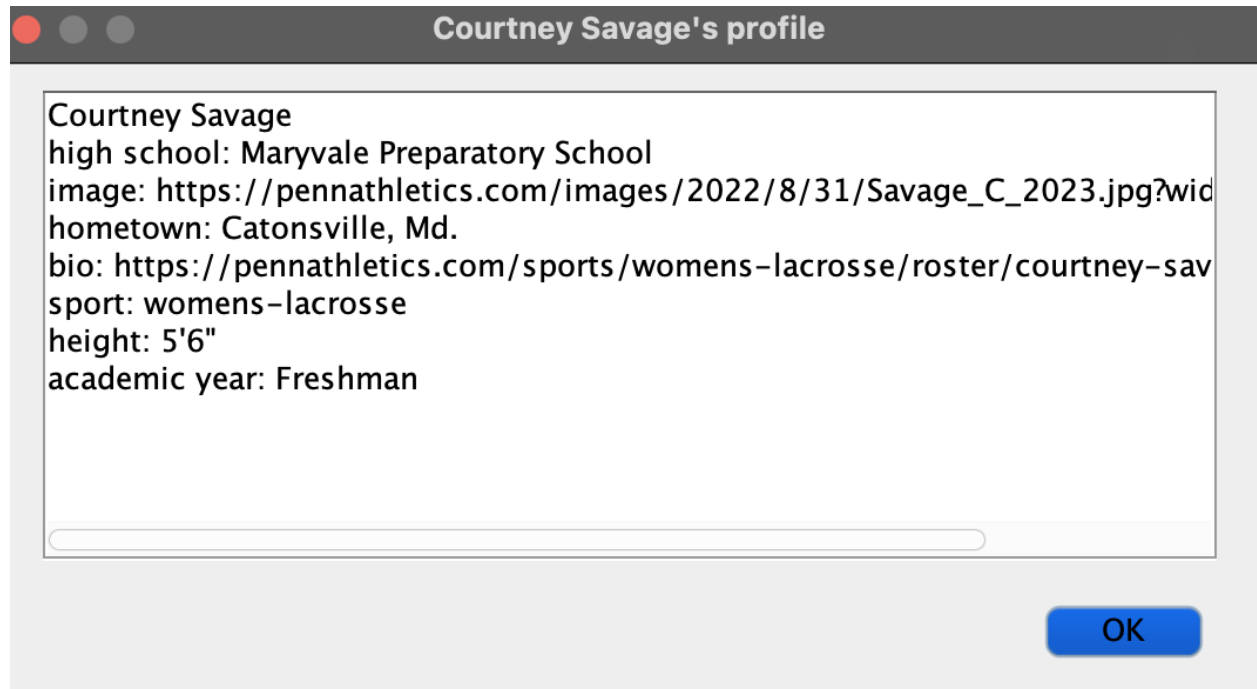 Courtney Savage's profile
Courtney Savage
high school: Maryvale Preparatory School
image: https://pennathletics.com/images/2022/8/31/Savage_C_2023.jpg?wid
hometown: Catonsville, Md.
bio: https://pennathletics.com/sports/womens-lacrosse/roster/courtney-sav
sport: womens-lacrosse
height: 5'6"
academic year: Freshman
OK